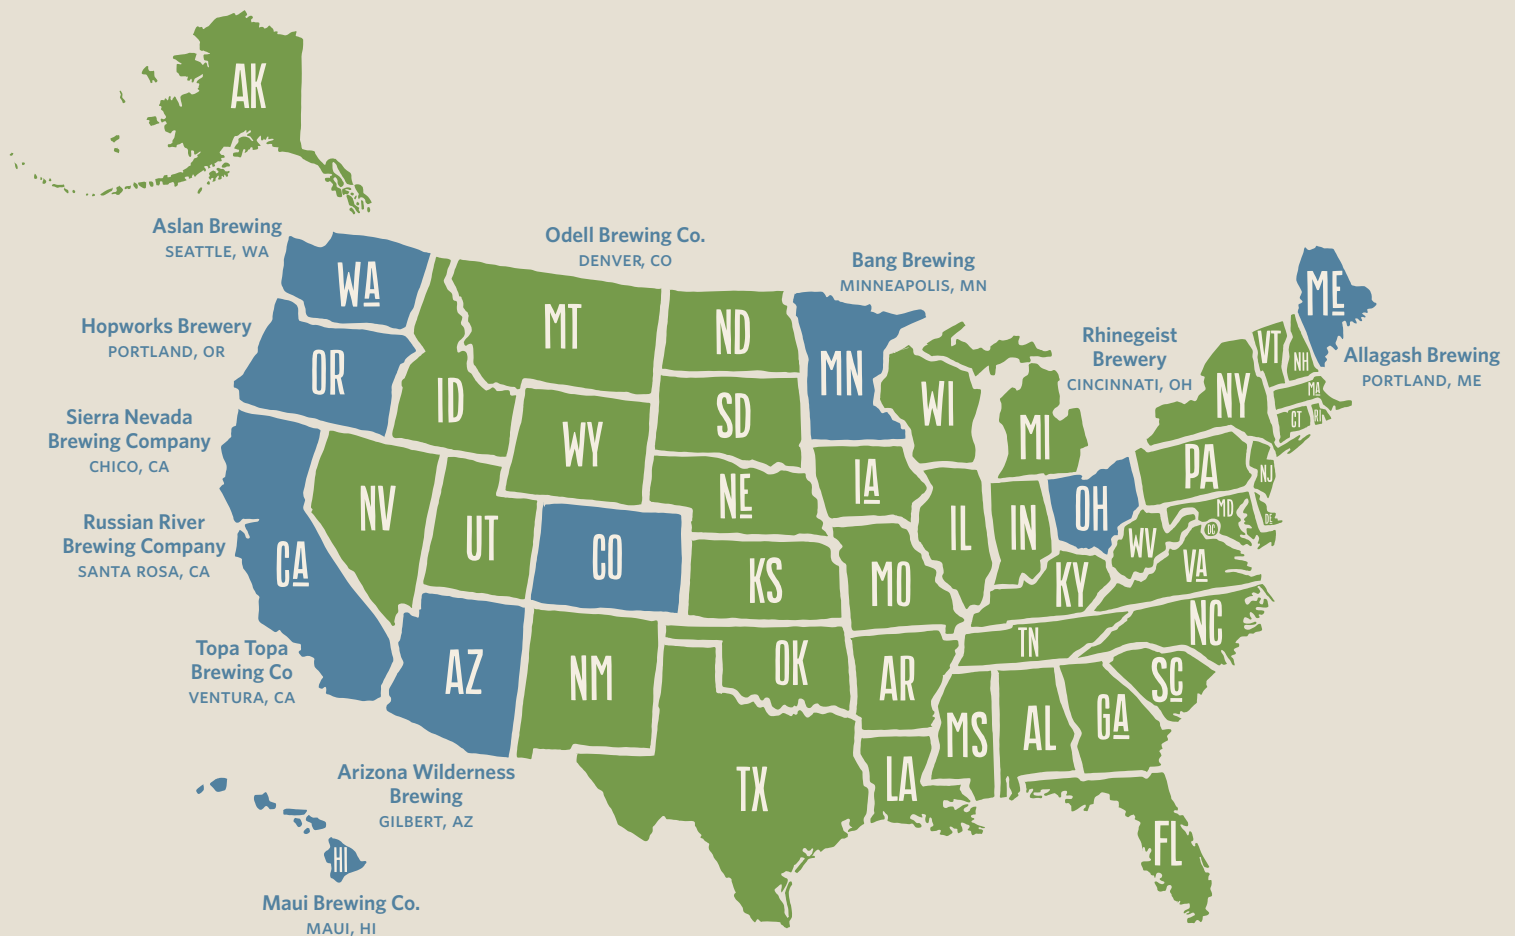 AK
Aslan Brewing
SEATTLE, WA
Odell Brewing Co.
DENVER, CO
Bang Brewing
MINNEAPOLIS, MN
Hopworks Brewery
PORTLAND, OR
Rhinegeist
Brewery
CINCINNATI, OH
Allagash Brewing
PORTLAND, ME
Sierra Nevada
Brewing Company
CHICO, CA
Russian River
Brewing Company
SANTA ROSA, CA
Topa Topa
Brewing Co
VENTURA, CA
Arizona Wilderness
Brewing
GILBERT, AZ
Maui Brewing Co.
MAUI, HI
WA
OR
CA
ID
NV
MT
WY
UT
AZ
CO
NM
ND
SD
NE
KS
OK
TX
MN
IA
MO
AR
LA
WI
IL
MI
IN
OH
KY
TN
MS
AL
GA
FL
SC
NC
VA
WV
DC
MD
DE
PA
NJ
NY
CT
RI
MA
VT
NH
ME
HI